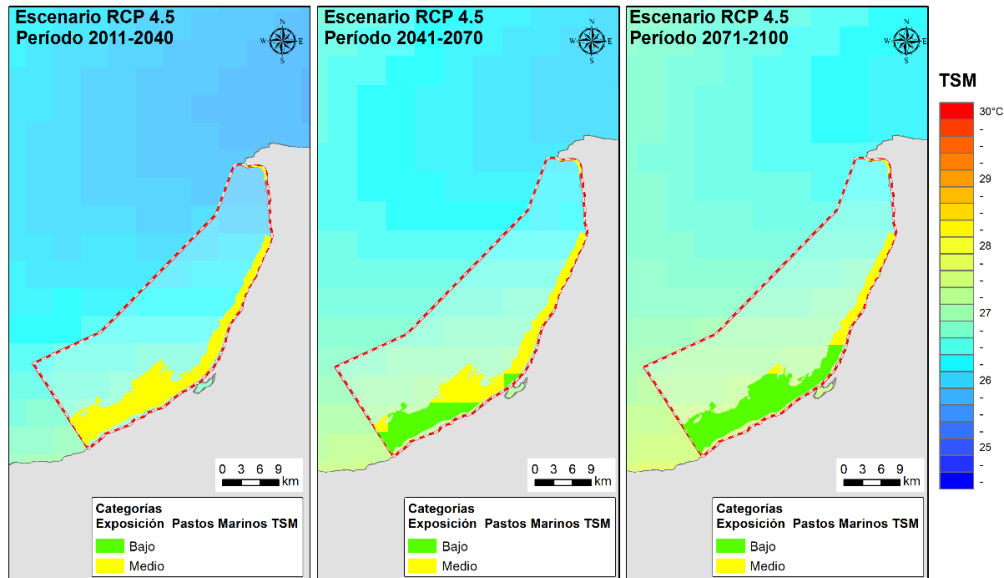 Escenario RCP 4.5
Período 2011-2040
N
W E
S
0 3 6 9
km
Categorías
Exposición Pastos Marinos TSM
Bajo
Medio
Escenario RCP 4.5
Período 2041-2070
N
W E
S
0 3 6 9
km
Categorías
Exposición Pastos Marinos TSM
Bajo
Medio
Escenario RCP 4.5
Período 2071-2100
N
W E
S
0 3 6 9
km
Categorías
Exposición Pastos Marinos TSM
Bajo
Medio
TSM
30°C
-
-
29
-
-
28
-
-
27
-
-
26
-
-
25
-